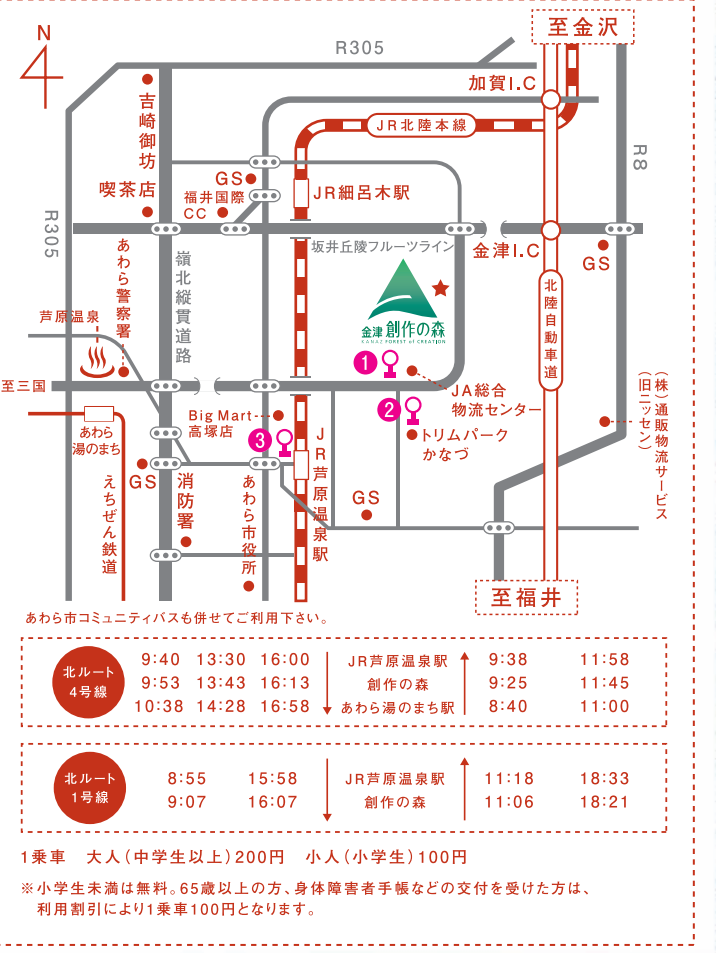 至金沢
N
R305
加賀I.C
JR北陸本線
吉崎御坊
R8
GS
喫茶店
福井国際
CC
JR細呂木駅
R305
坂井丘陵フルーツライン
金津I.C
GS
あわら警察署
嶺北縦貫道路
北陸自動車道
金津 創作の森
KANAZ FOREST of CREATION
芦原温泉
至三国
1
JA総合
物流センター
(株)通販物流サービス
(旧ニッセン)
2
Big Mart
高塚店
トリムパーク
かなづ
あわら
湯のまち
3
JR芦原温泉駅
GS
消防署
あわら市役所
GS
えちぜん鉄道
至福井
あわら市コミュニティバスも併せてご利用下さい。
北ルート
4号線
9:40 13:30 16:00 JR芦原温泉駅 9:38 11:58
9:53 13:43 16:13 創作の森 9:25 11:45
10:38 14:28 16:58 あわら湯のまち駅 8:40 11:00
北ルート
1号線
8:55 15:58 JR芦原温泉駅 11:18 18:33
9:07 16:07 創作の森 11:06 18:21
1乗車 大人(中学生以上)200円 小人(小学生)100円
※小学生未満は無料。65歳以上の方、身体障害者手帳などの交付を受けた方は、
利用割引により1乗車100円となります。